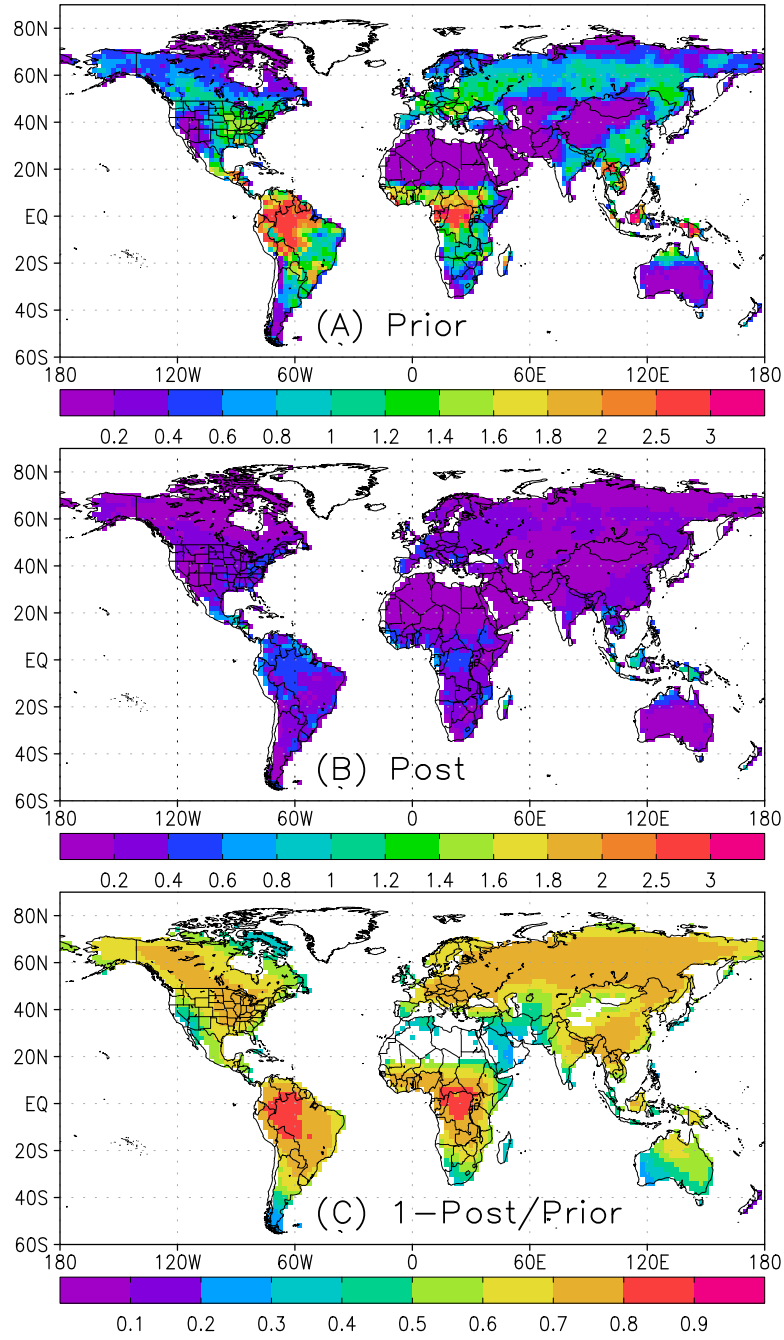 80N
60N
40N
20N
EQ
20S
40S
(A) Prior
60S
180 120W 60W 0 60E 120E 180
0.2 0.4 0.6 0.8 1 1.2 1.4 1.6 1.8 2 2.5 3
80N
60N
40N
20N
EQ
20S
40S
(B) Post
60S
180 120W 60W 0 60E 120E 180
0.2 0.4 0.6 0.8 1 1.2 1.4 1.6 1.8 2 2.5 3
80N
60N
40N
20N
EQ
20S
40S
(C) 1−Post/Prior
60S
180 120W 60W 0 60E 120E 180
0.1 0.2 0.3 0.4 0.5 0.6 0.7 0.8 0.9